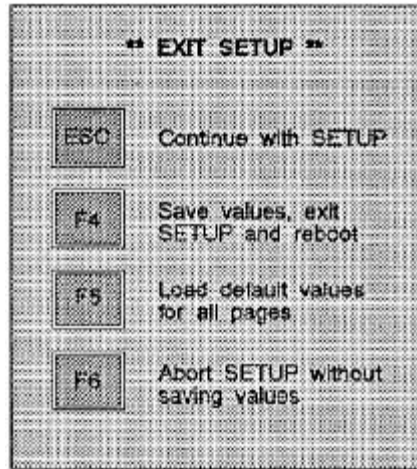 ** EXIT SETUP **
ESC Continue with SETUP
F4 Save values, exit
SETUP and reboot
F5 Load default values
for all pages
F6 Abort SETUP without
saving values